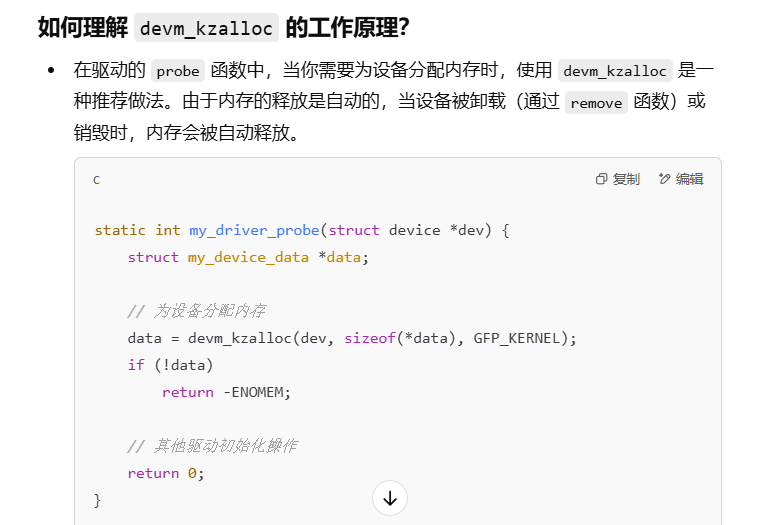 如何理解 devm_kzalloc 的工作原理?
• 在驱动的 probe 函数中，当你需要为设备分配内存时，使用 devm_kzalloc 是一
种推荐做法。由于内存的释放是自动的，当设备被卸载（通过 remove 函数）或
销毁时，内存会被自动释放。
C 复制 编辑
static int my_driver_probe(struct device *dev) {
    struct my_device_data *data;
    // 为设备分配内存
    data = devm_kzalloc(dev, sizeof(*data), GFP_KERNEL);
    if (!data)
        return -ENOMEM;
    // 其他驱动初始化操作
    return 0;
}